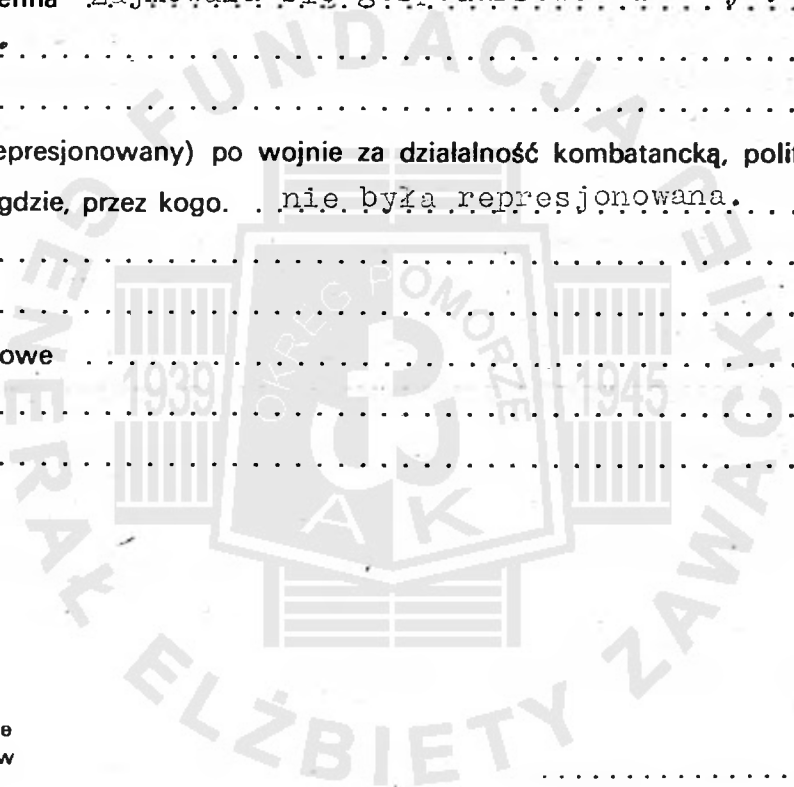 epresjonowany) po wojnie za działalność kombatancką, polit
gdzie, przez kogo. . nie była represjonowana.
owe
e
w
FUNDACJA
GENERAŁ ELŻBIETY ZAWACKIEJ
OKRĘG POMORZE
1939
1945
AK